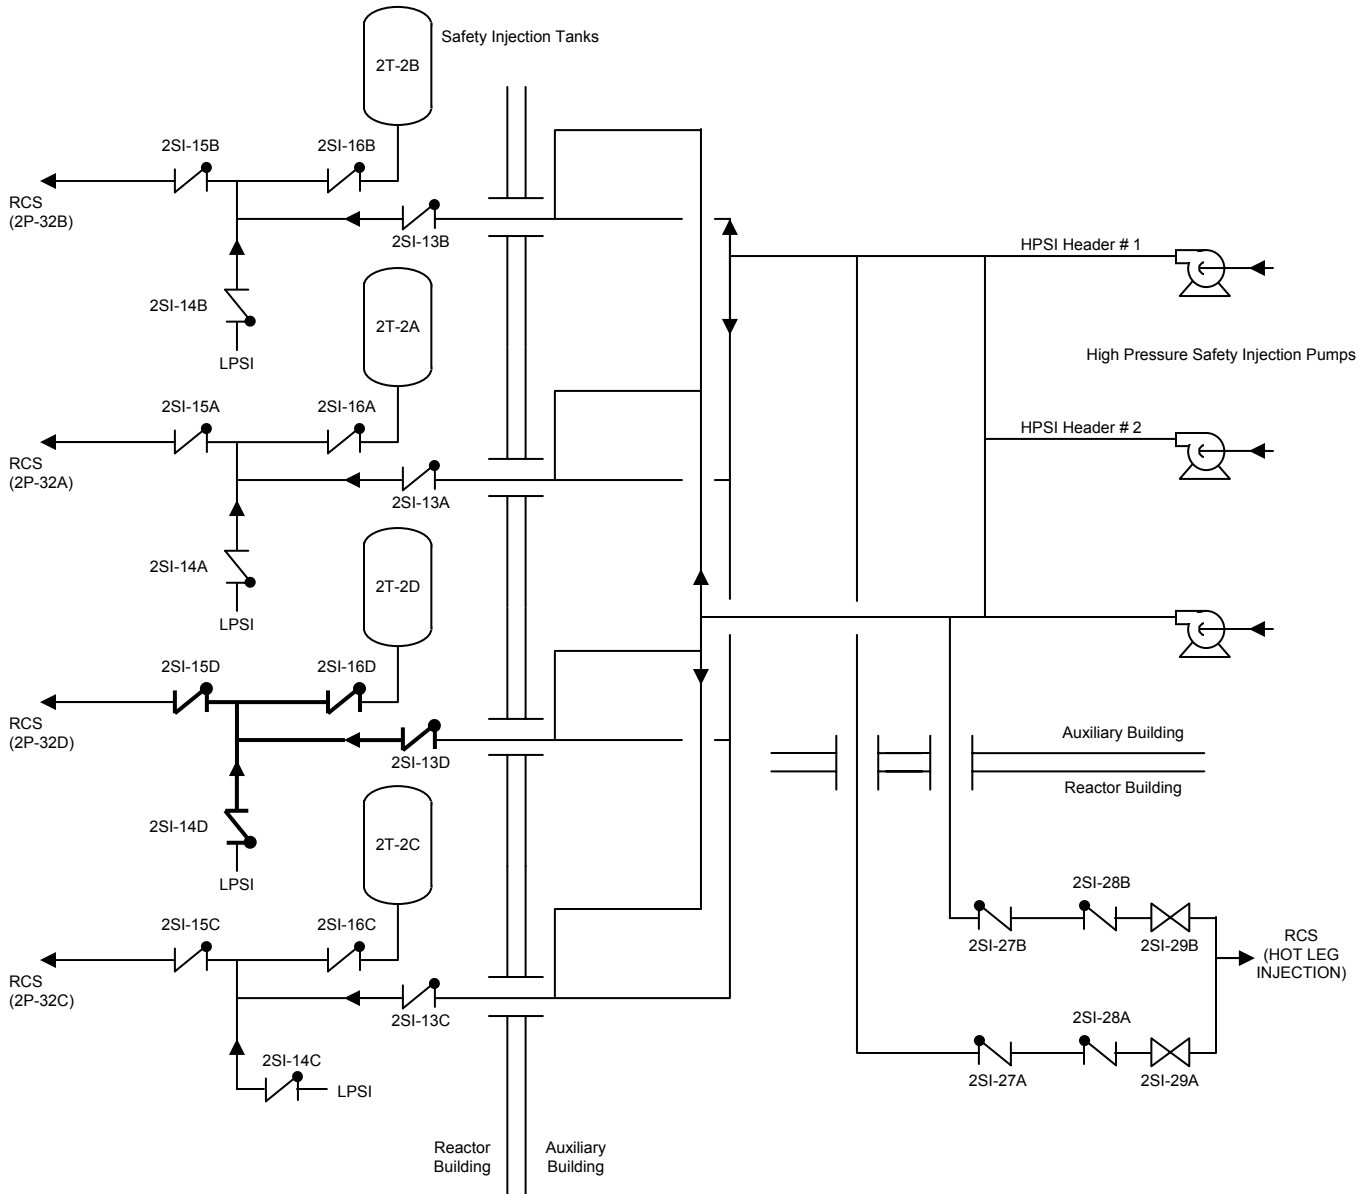 Safety Injection Tanks
2T-2B
2SI-15B
2SI-16B
RCS
(2P-32B)
2SI-13B
HPSI Header # 1
2SI-14B
LPSI
2T-2A
High Pressure Safety Injection Pumps
2SI-15A
2SI-16A
HPSI Header # 2
RCS
(2P-32A)
2SI-13A
2SI-14A
LPSI
2T-2D
2SI-15D
2SI-16D
RCS
(2P-32D)
2SI-13D
Auxiliary Building
Reactor Building
2SI-14D
LPSI
2T-2C
2SI-15C
2SI-16C
RCS
(2P-32C)
2SI-13C
2SI-28B
2SI-27B
2SI-29B
RCS
(HOT LEG
INJECTION)
2SI-28A
2SI-27A
2SI-29A
2SI-14C
LPSI
Reactor
Building
Auxiliary
Building